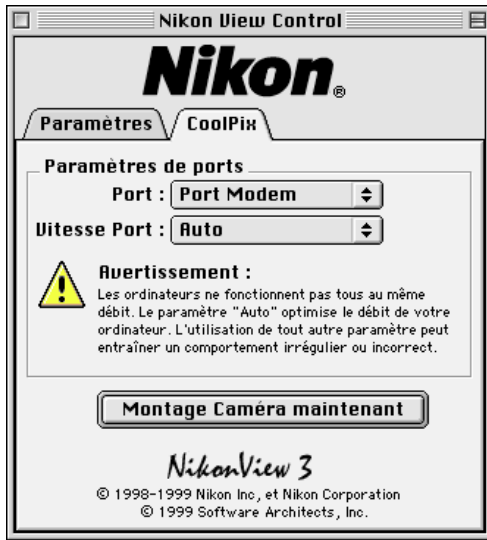 Nikon View Control
Nikon®
Paramètres
CoolPix
Paramètres de ports
Port : Port Modem
Vitesse Port : Auto
Avertissement :
Les ordinateurs ne fonctionnent pas tous au même
débit. Le paramètre "Auto" optimise le débit de votre
ordinateur. L'utilisation de tout autre paramètre peut
entraîner un comportement irrégulier ou incorrect.
Montage Caméra maintenant
NikonView 3
© 1998-1999 Nikon Inc, et Nikon Corporation
© 1999 Software Architects, Inc.